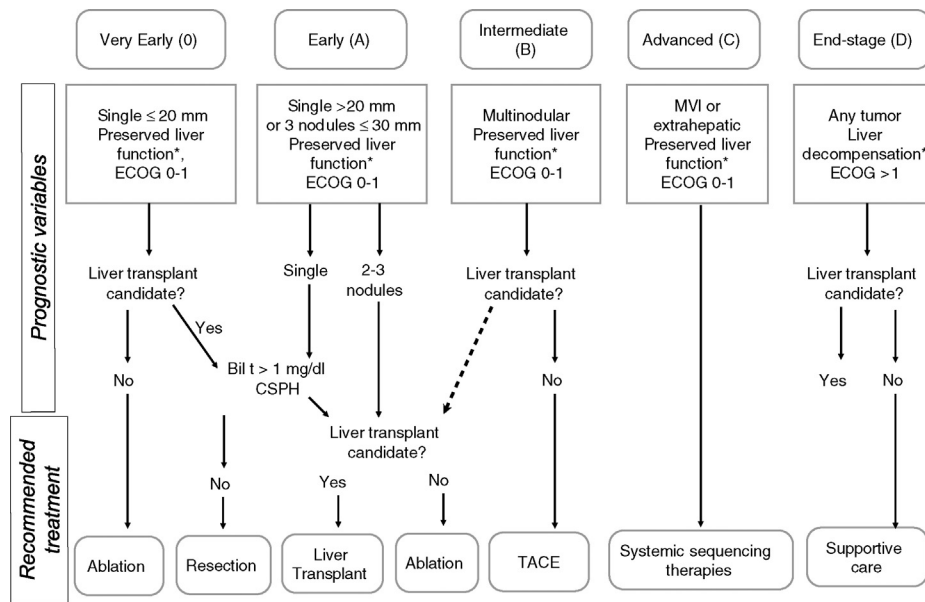 Very Early (0)
Early (A)
Intermediate
(B)
Advanced (C)
End-stage (D)
Prognostic variables
Single ≤ 20 mm
Preserved liver
function*,
ECOG 0-1
Single >20 mm
or 3 nodules ≤ 30 mm
Preserved liver
function*
ECOG 0-1
Multinodular
Preserved liver
function*
ECOG 0-1
MVI or
extrahepatic
Preserved liver
function*
ECOG 0-1
Any tumor
Liver
decompensation*
ECOG >1
Liver transplant
candidate?
Single
2-3
nodules
Liver transplant
candidate?
Liver transplant
candidate?
Yes
No
Bil t > 1 mg/dl
CSPH
No
Yes
No
Liver transplant
candidate?
Recommended
treatment
No
Yes
No
Ablation
Resection
Liver
Transplant
Ablation
TACE
Systemic sequencing
therapies
Supportive
care